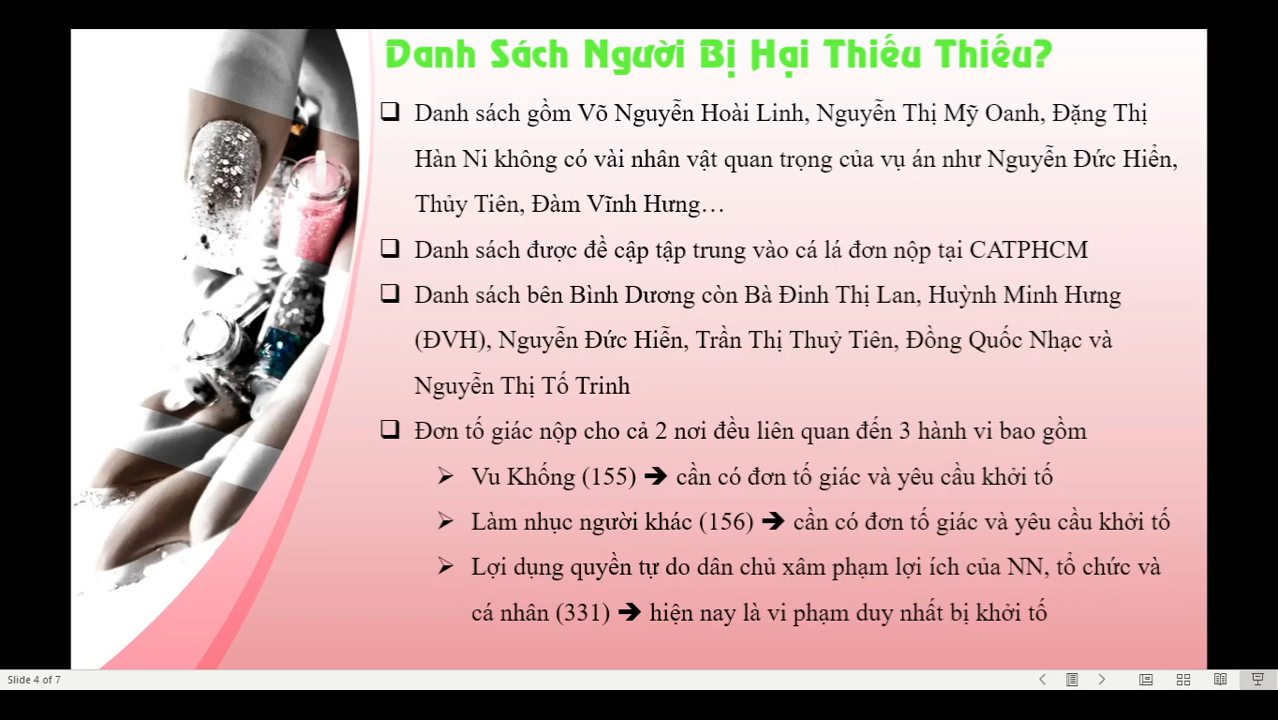 Danh Sách Người Bị Hại Thiếu Thiếu?
Danh sách gồm Võ Nguyễn Hoài Linh, Nguyễn Thị Mỹ Oanh, Đặng Thị
Hàn Ni không có vài nhân vật quan trọng của vụ án như Nguyễn Đức Hiển,
Thủy Tiên, Đàm Vĩnh Hưng…
Danh sách được đề cập tập trung vào cá lá đơn nộp tại CATPHCM
Danh sách bên Bình Dương còn Bà Đinh Thị Lan, Huỳnh Minh Hưng
(ĐVH), Nguyễn Đức Hiễn, Trần Thị Thuỷ Tiên, Đồng Quốc Nhạc và
Nguyễn Thị Tố Trinh
Đơn tố giác nộp cho cả 2 nơi đều liên quan đến 3 hành vi bao gồm
Vu Khống (155) ➔ cần có đơn tố giác và yêu cầu khởi tố
Làm nhục người khác (156) ➔ cần có đơn tố giác và yêu cầu khởi tố
Lợi dụng quyền tự do dân chủ xâm phạm lợi ích của NN, tổ chức và
cá nhân (331) ➔ hiện nay là vi phạm duy nhất bị khởi tố
Slide 4 of 7